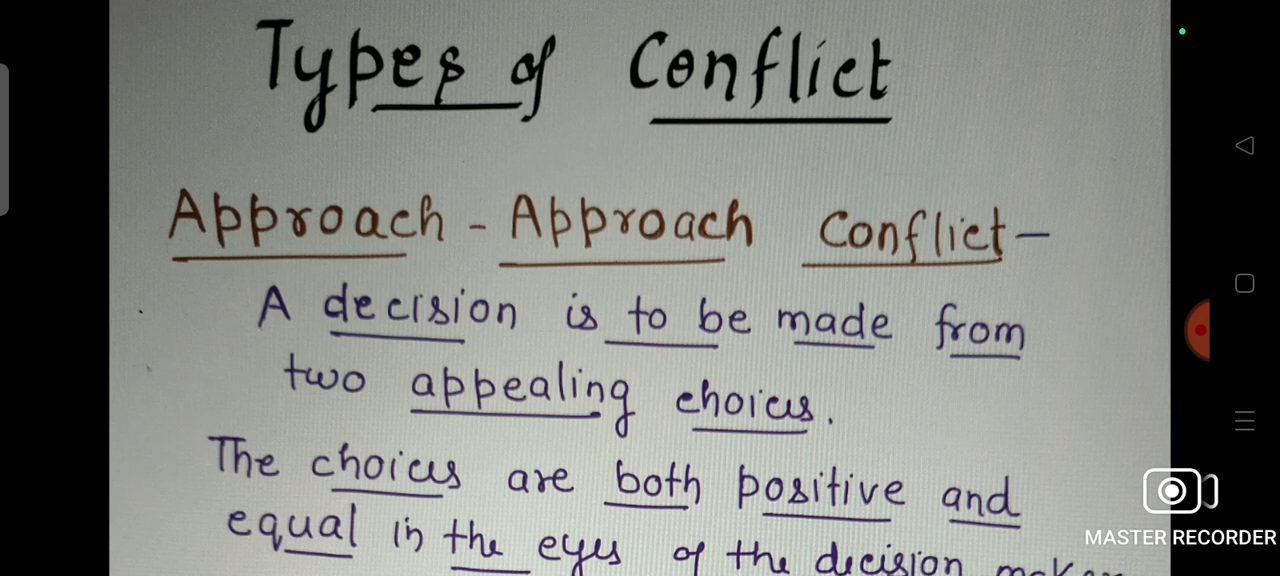 Types of Conflict
Approach - Approach Conflict -
A decision is to be made from
two appealing choices.
The choices are both positive and
equal in the eyes of the decision maker
MASTER RECORDER